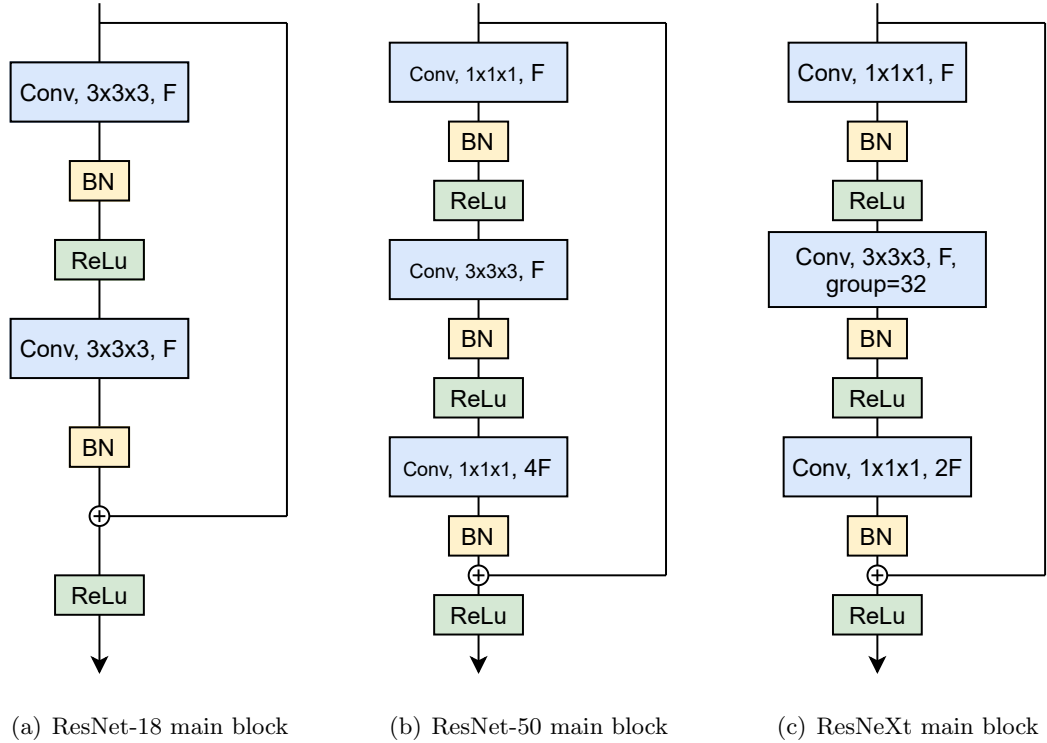 Conv, 3x3x3, F
BN
ReLu
Conv, 3x3x3, F
BN
ReLu
(a) ResNet-18 main block
Conv, 1x1x1, F
BN
ReLu
Conv, 3x3x3, F
BN
ReLu
Conv, 1x1x1, 4F
BN
ReLu
(b) ResNet-50 main block
Conv, 1x1x1, F
BN
ReLu
Conv, 3x3x3, F,
group=32
BN
ReLu
Conv, 1x1x1, 2F
BN
ReLu
(c) ResNeXt main block